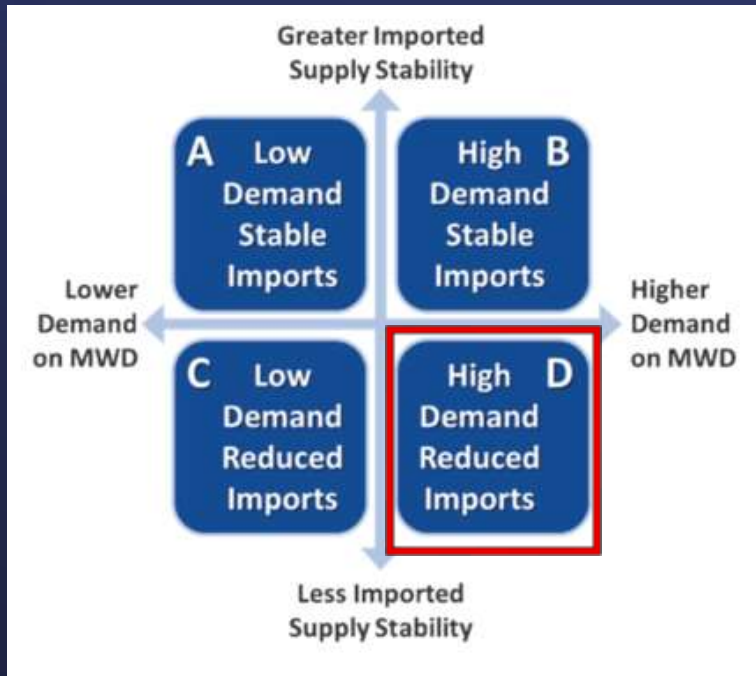 Greater Imported
Supply Stability
A Low
Demand
Stable
Imports
High B
Demand
Stable
Imports
Lower
Demand
on MWD
Higher
Demand
on MWD
C Low
Demand
Reduced
Imports
High D
Demand
Reduced
Imports
Less Imported
Supply Stability